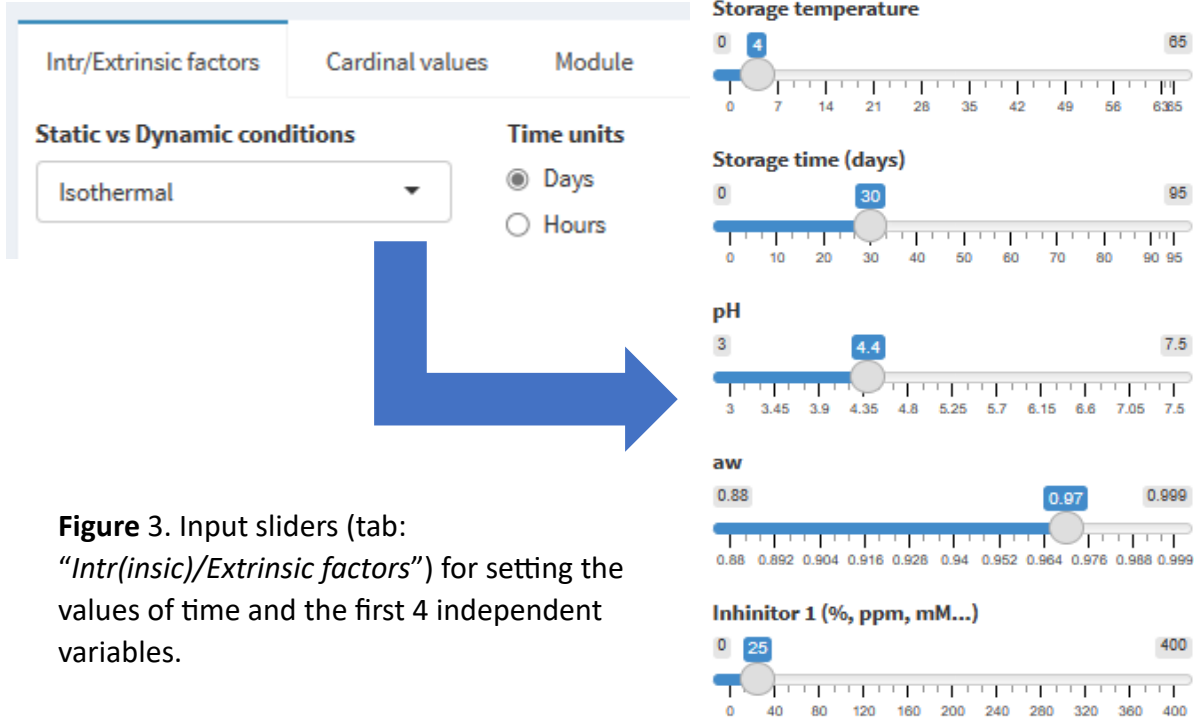 Intr/Extrinsic factors
Cardinal values
Module
Static vs Dynamic conditions
Isothermal
Time units
Days
Hours
Storage temperature
0 4 65
0 7 14 21 28 35 42 49 56 6365
Storage time (days)
0 30 95
0 10 20 30 40 50 60 70 80 90 95
pH
3 4.4 7.5
3 3.45 3.9 4.35 4.8 5.25 5.7 6.15 6.6 7.05 7.5
aw
0.88 0.97 0.999
0.88 0.892 0.904 0.916 0.928 0.94 0.952 0.964 0.976 0.988 0.999
Inhinitor 1 (%, ppm, mM...)
0 25 400
0 40 80 120 160 200 240 280 320 360 400
Figure 3. Input sliders (tab:
“Intr(insic)/Extrinsic factors”) for setting the
values of time and the first 4 independent
variables.